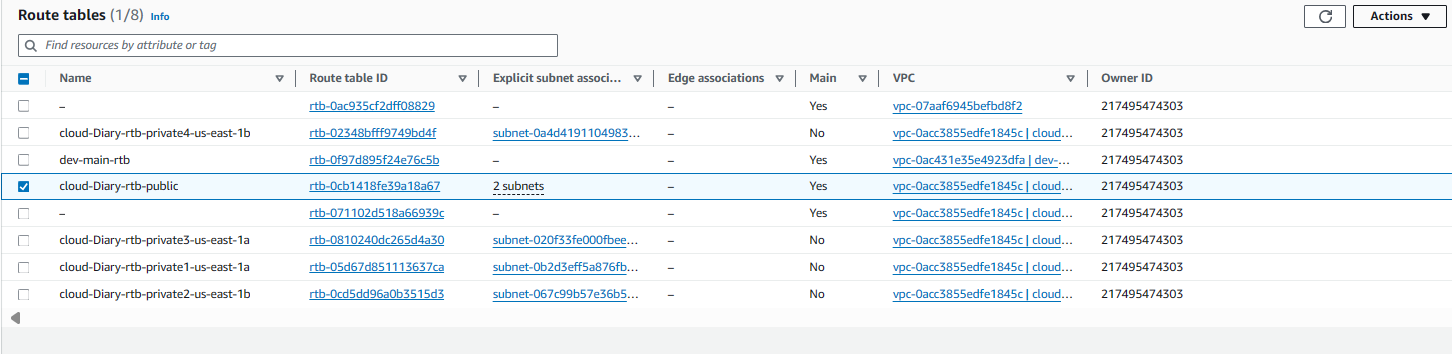 Route tables (1/8) Info
Actions
Find resources by attribute or tag
Name Route table ID Explicit subnet associ... Edge associations Main VPC Owner ID
– rtb-0ac935cf2dff08829 – – Yes vpc-07aaf6945befbd8f2 217495474303
cloud-Diary-rtb-private4-us-east-1b rtb-02348bfff9749bd4f subnet-0a4d4191104983... – No vpc-0acc3855edfe1845c | cloud... 217495474303
dev-main-rtb rtb-0f97d895f24e76c5b – – Yes vpc-0ac431e35e4923dfa | dev-... 217495474303
cloud-Diary-rtb-public rtb-0cb1418fe39a18a67 2 subnets – Yes vpc-0acc3855edfe1845c | cloud... 217495474303
– rtb-071102d518a66939c – – Yes vpc-0acc3855edfe1845c | cloud... 217495474303
cloud-Diary-rtb-private3-us-east-1a rtb-0810240dc265d4a30 subnet-020f33fe000fbee... – No vpc-0acc3855edfe1845c | cloud... 217495474303
cloud-Diary-rtb-private1-us-east-1a rtb-05d67d851113637ca subnet-0b2d3eff5a876fb... – No vpc-0acc3855edfe1845c | cloud... 217495474303
cloud-Diary-rtb-private2-us-east-1b rtb-0cd5dd96a0b3515d3 subnet-067c99b57e36b5... – No vpc-0acc3855edfe1845c | cloud... 217495474303